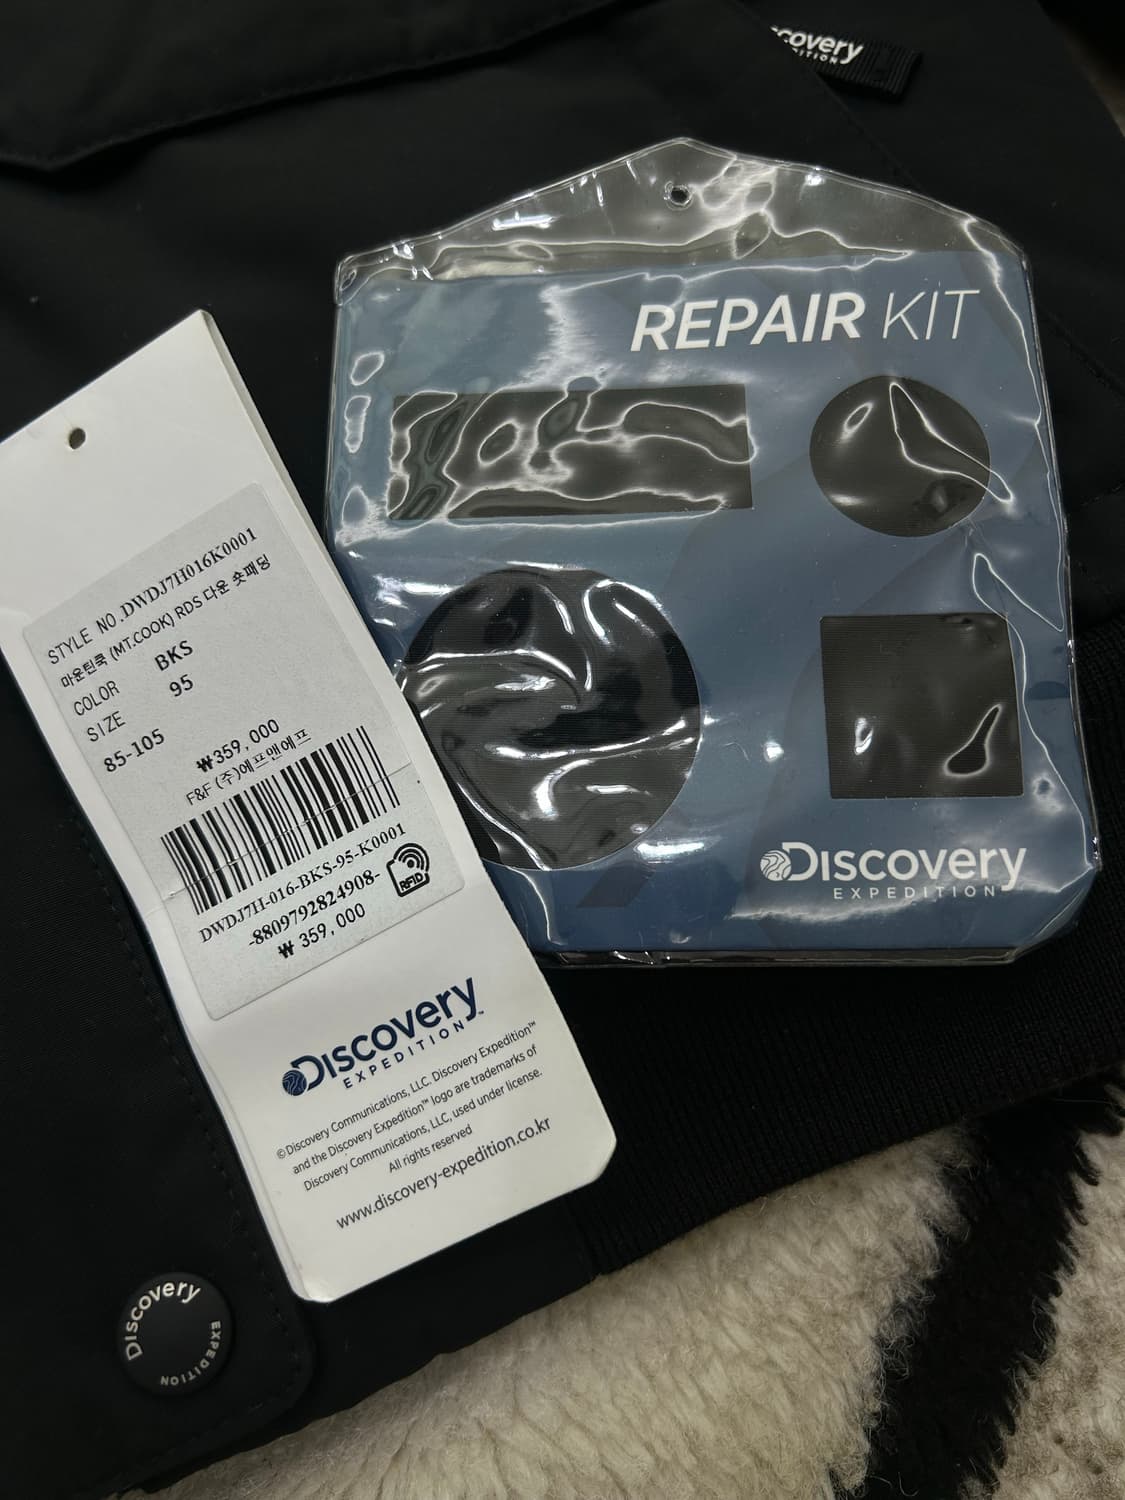 scovery
ITION
REPAIR KIT
Discovery
EXPEDITION
STYLE NO.DWDJ7H016K0001
마운틴쿡 (MT.COOK) RDS 다운 숏패딩
COLOR BKS
SIZE 95
85-105
₩359,000
F&F (주)에프앤에프
DWDJ7H-016-BKS-95-K0001
-8809792824908-
₩ 359,000
RFID
Discovery™
EXPEDITION
© Discovery Communications, LLC. Discovery Expedition™
and the Discovery Expedition™ logo are trademarks of
Discovery Communications, LLC, used under license.
All rights reserved
www.discovery-expedition.co.kr
Discovery
EXPEDITION